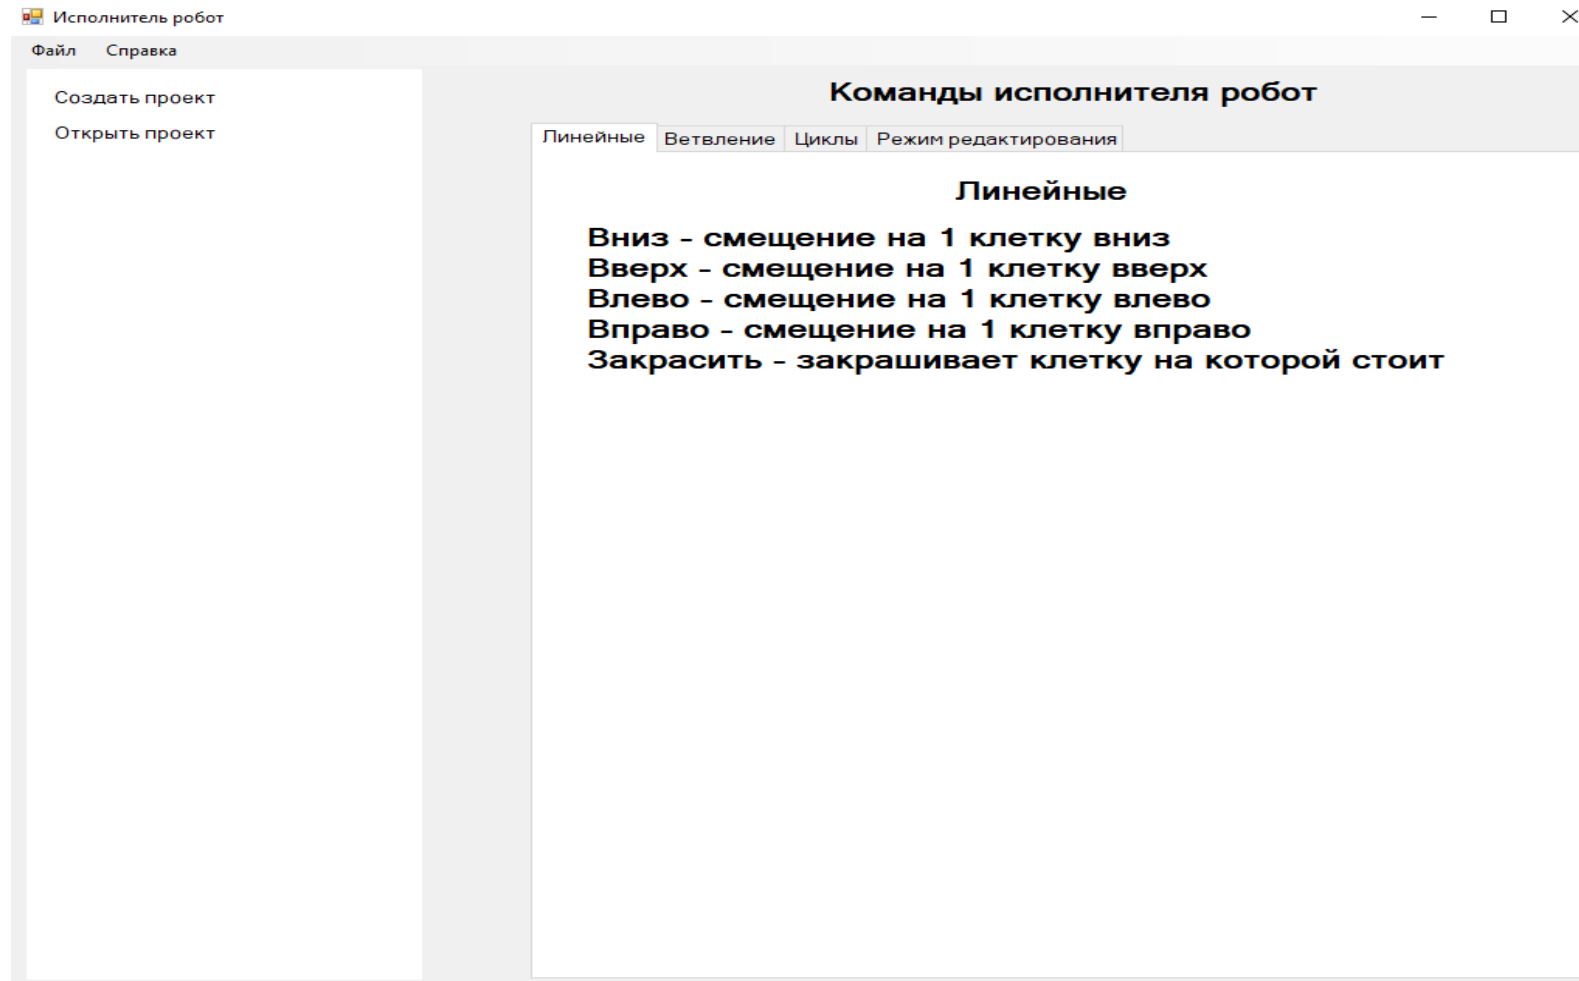 Исполнитель робот
Файл Справка
Создать проект
Открыть проект
Команды исполнителя робот
Линейные Ветвление Циклы Режим редактирования
Линейные
Вниз - смещение на 1 клетку вниз
Вверх - смещение на 1 клетку вверх
Влево - смещение на 1 клетку влево
Вправо - смещение на 1 клетку вправо
Закрасить - закрашивает клетку на которой стоит